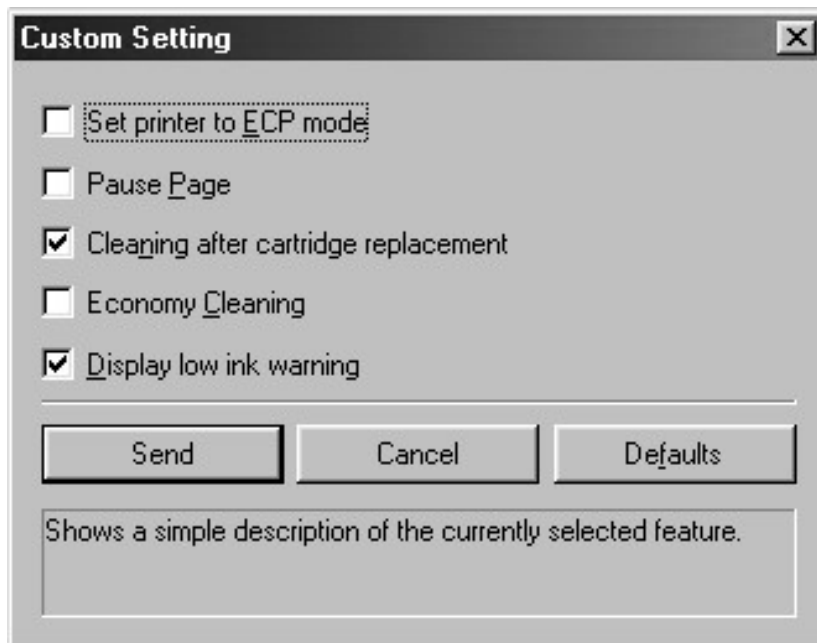 Custom Setting
Set printer to ECP mode
Pause Page
Cleaning after cartridge replacement
Economy Cleaning
Display low ink warning
Send Cancel Defaults
Shows a simple description of the currently selected feature.